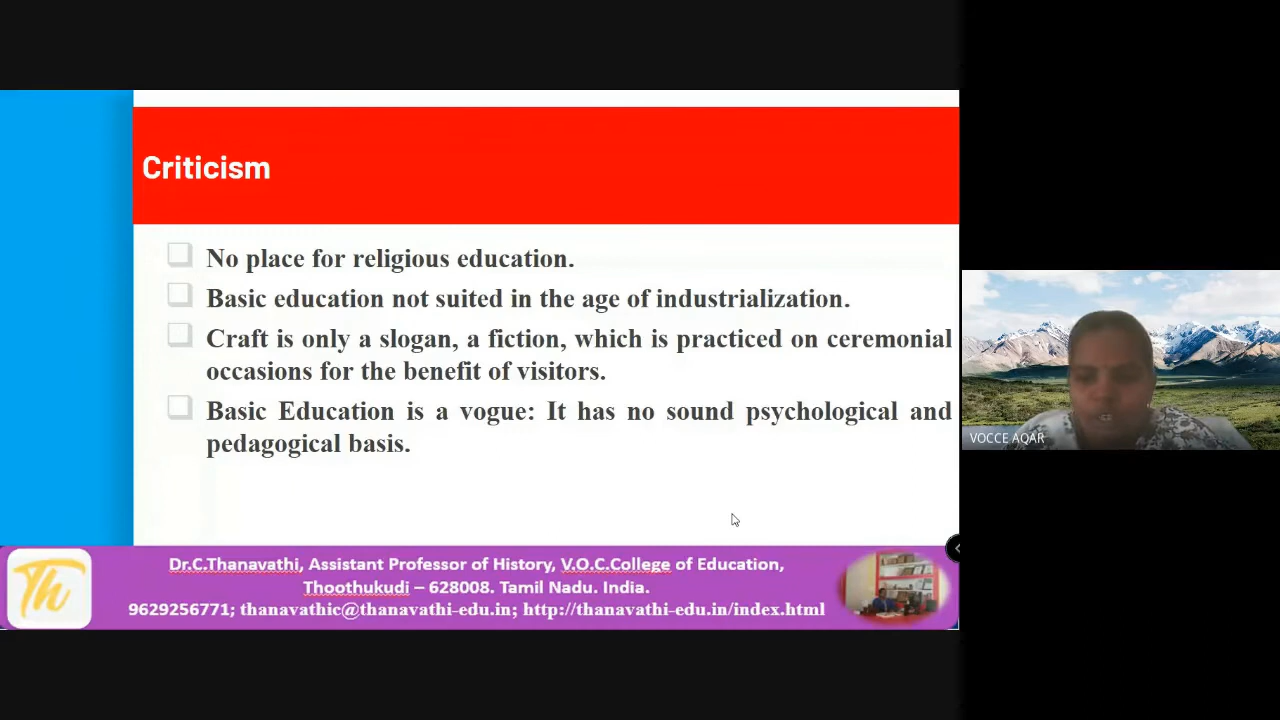 Criticism
No place for religious education.
Basic education not suited in the age of industrialization.
Craft is only a slogan, a fiction, which is practiced on ceremonial
occasions for the benefit of visitors.
Basic Education is a vogue: It has no sound psychological and
pedagogical basis.
VOCCE AQAR
Th
Dr.C.Thanavathi, Assistant Professor of History, V.O.C.College of Education,
Thoothukudi – 628008. Tamil Nadu. India.
9629256771; thanavathic@thanavathi-edu.in; http://thanavathi-edu.in/index.html